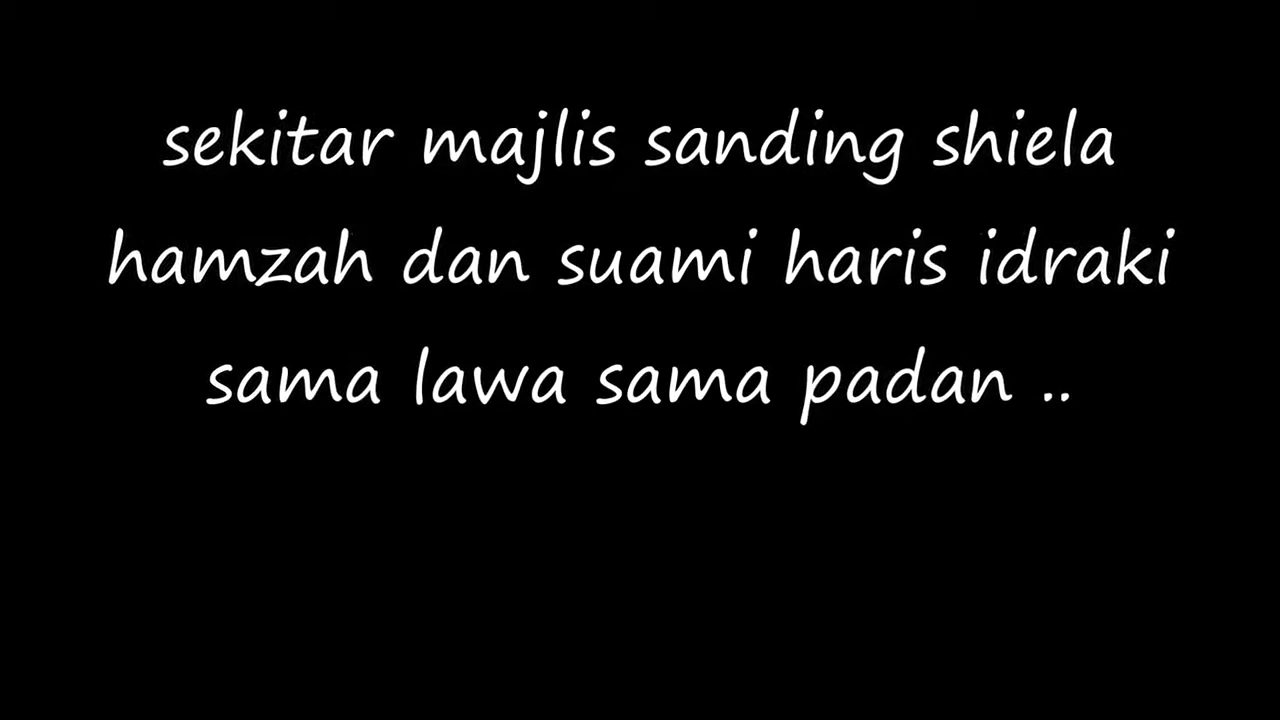 sekitar majlis sanding shiela
hamzah dan suami haris idraki
sama lawa sama padan ..